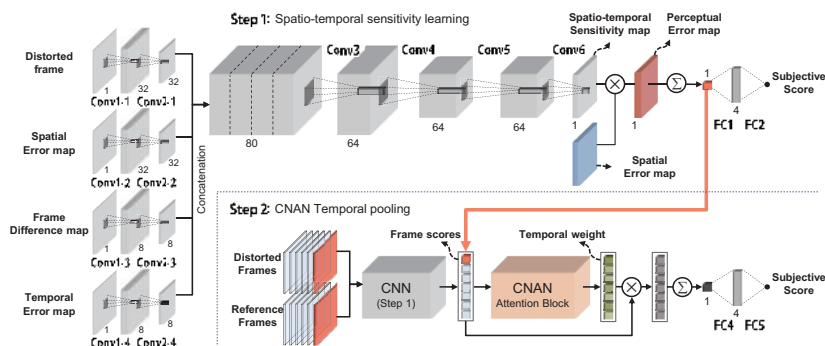 Step 1: Spatio-temporal sensitivity learning
Spatio-temporal
Sensitivity map
Perceptual
Error map
Distorted
frame
1
32
32
Conv1-1
Conv2-1
Spatial
Error map
1
32
32
Conv1-2
Conv2-2
Frame
Difference map
1
8
8
Conv1-3
Conv2-3
Temporal
Error map
1
8
8
Conv1-4
Conv2-4
Concatenation
80
Conv3
64
Conv4
64
Conv5
64
Conv6
1
1
Spatial
Error map
1
4
FC1
FC2
Subjective
Score
Step 2: CNAN Temporal pooling
Distorted
Frames
Reference
Frames
CNN
(Step 1)
Frame scores
CNAN
Attention Block
Temporal weight
Σ
Σ
1
4
FC4
FC5
Subjective
Score